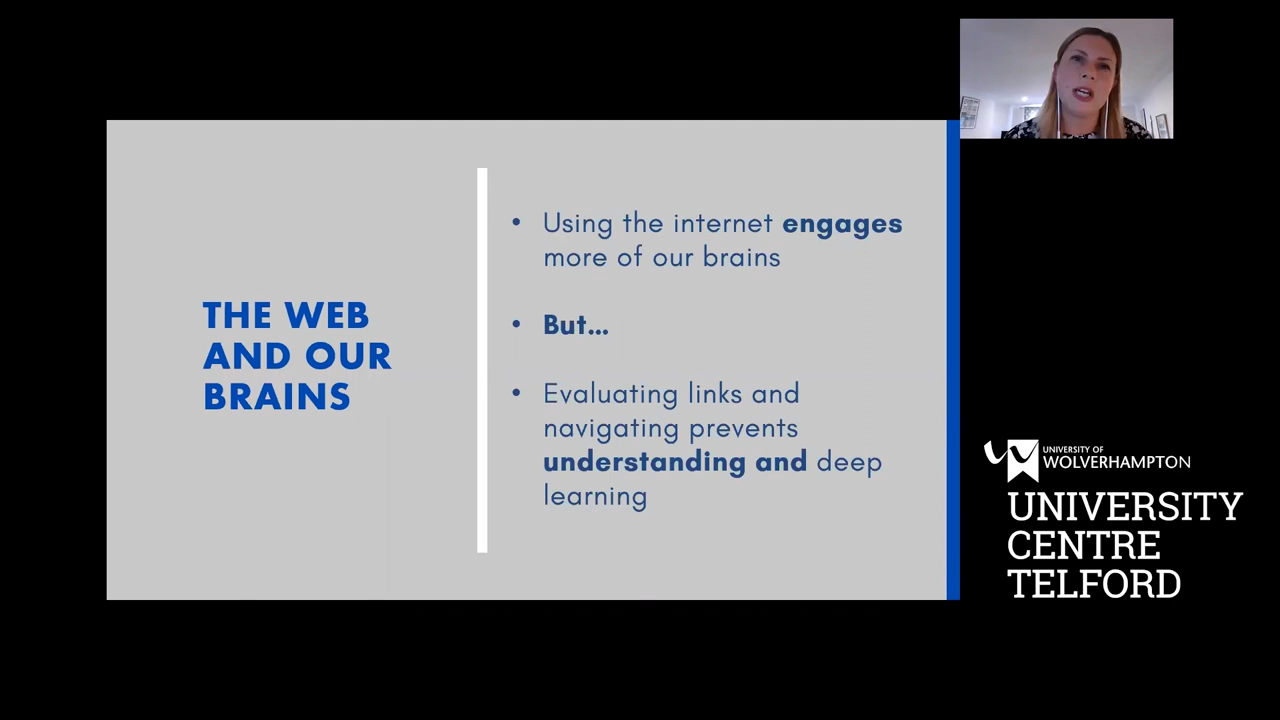 THE WEB
AND OUR
BRAINS
• Using the internet engages
more of our brains
• But...
• Evaluating links and
navigating prevents
understanding and deep
learning
UNIVERSITY OF
WOLVERHAMPTON
UNIVERSITY
CENTRE
TELFORD